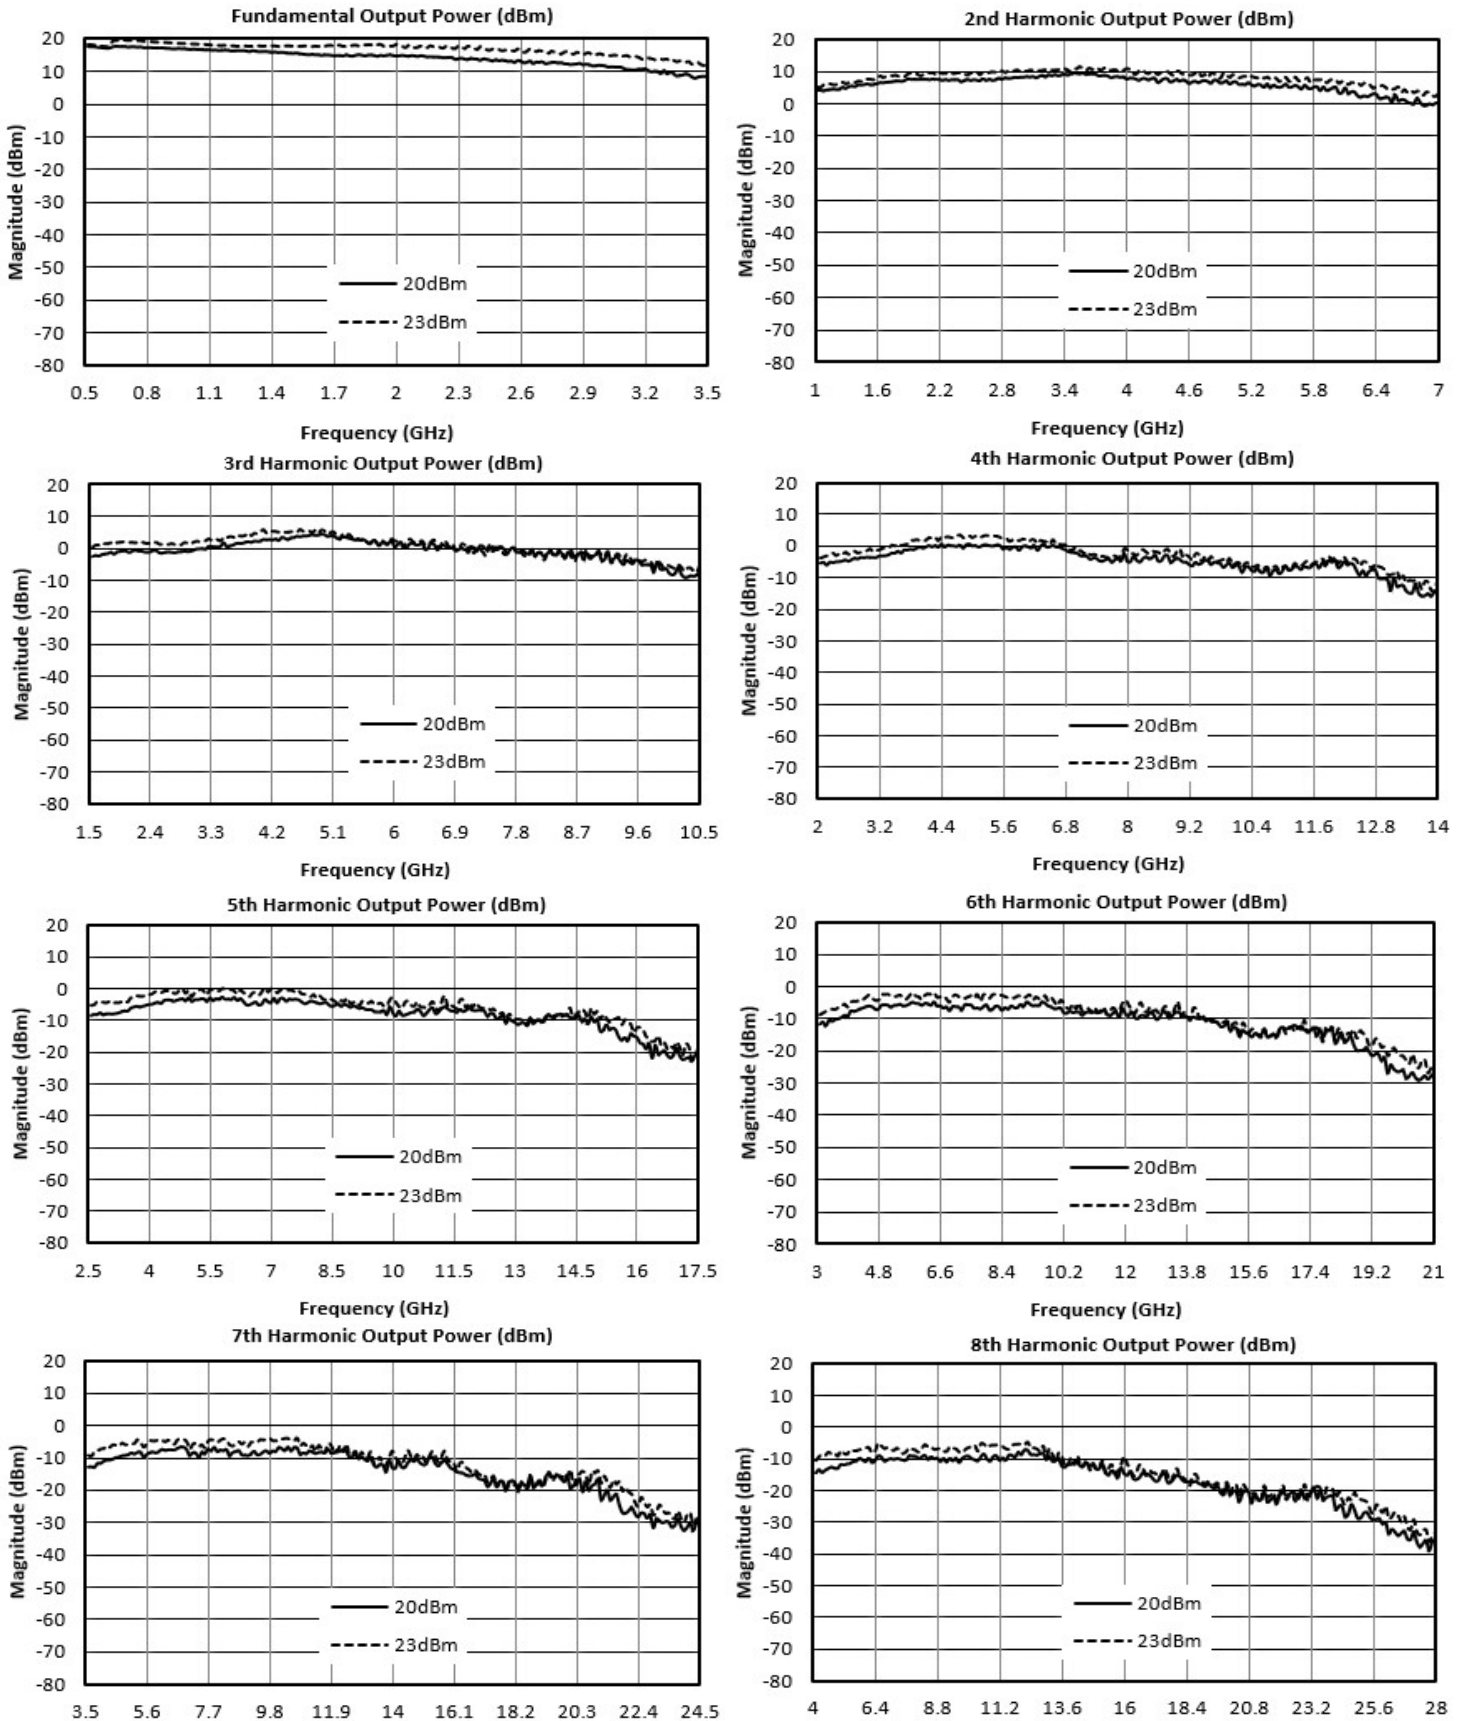 Fundamental Output Power (dBm)
20
10
0
-10
-20
-30
-40
-50
-60
-70
-80
Magnitude (dBm)
20dBm
23dBm
0.5 0.8 1.1 1.4 1.7 2 2.3 2.6 2.9 3.2 3.5
Frequency (GHz)
2nd Harmonic Output Power (dBm)
20
10
0
-10
-20
-30
-40
-50
-60
-70
-80
Magnitude (dBm)
20dBm
23dBm
1 1.6 2.2 2.8 3.4 4 4.6 5.2 5.8 6.4 7
Frequency (GHz)
3rd Harmonic Output Power (dBm)
20
10
0
-10
-20
-30
-40
-50
-60
-70
-80
Magnitude (dBm)
20dBm
23dBm
1.5 2.4 3.3 4.2 5.1 6 6.9 7.8 8.7 9.6 10.5
Frequency (GHz)
4th Harmonic Output Power (dBm)
20
10
0
-10
-20
-30
-40
-50
-60
-70
-80
Magnitude (dBm)
20dBm
23dBm
2 3.2 4.4 5.6 6.8 8 9.2 10.4 11.6 12.8 14
Frequency (GHz)
5th Harmonic Output Power (dBm)
20
10
0
-10
-20
-30
-40
-50
-60
-70
-80
Magnitude (dBm)
20dBm
23dBm
2.5 4 5.5 7 8.5 10 11.5 13 14.5 16 17.5
Frequency (GHz)
6th Harmonic Output Power (dBm)
20
10
0
-10
-20
-30
-40
-50
-60
-70
-80
Magnitude (dBm)
20dBm
23dBm
3 4.8 6.6 8.4 10.2 12 13.8 15.6 17.4 19.2 21
Frequency (GHz)
7th Harmonic Output Power (dBm)
20
10
0
-10
-20
-30
-40
-50
-60
-70
-80
Magnitude (dBm)
20dBm
23dBm
3.5 5.6 7.7 9.8 11.9 14 16.1 18.2 20.3 22.4 24.5
8th Harmonic Output Power (dBm)
20
10
0
-10
-20
-30
-40
-50
-60
-70
-80
Magnitude (dBm)
20dBm
23dBm
4 6.4 8.8 11.2 13.6 16 18.4 20.8 23.2 25.6 28